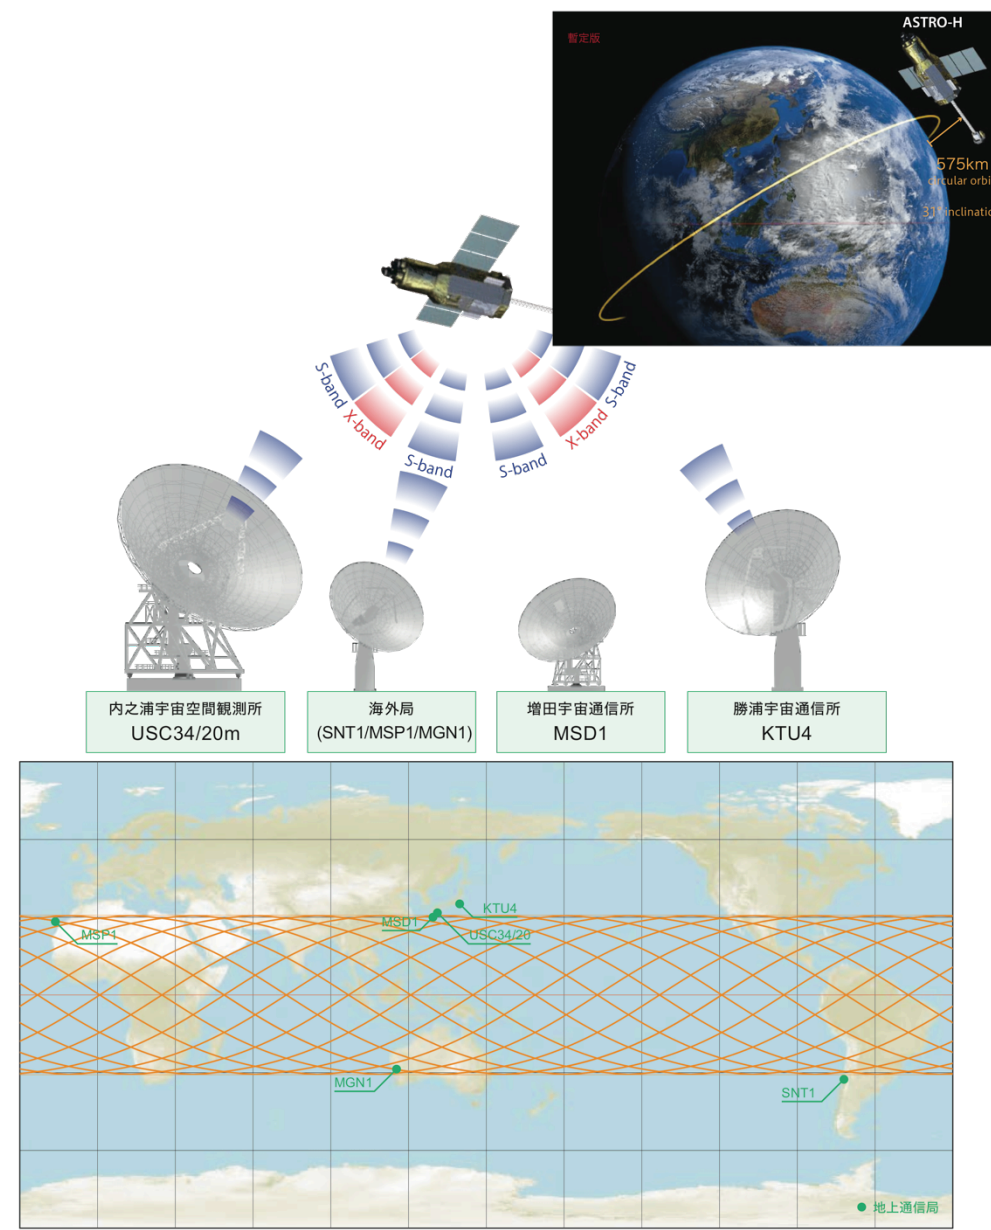 ASTRO-H
暫定版
575km
circular orbi
31° inclinatio
S-band
X-band
S-band
S-band
X-band
S-band
内之浦宇宙空間観測所
USC34/20m
海外局
(SNT1/MSP1/MGN1)
増田宇宙通信所
MSD1
勝浦宇宙通信所
KTU4
KTU4
MSD1
USC34/20
MSP1
MGN1
SNT1
地上通信局